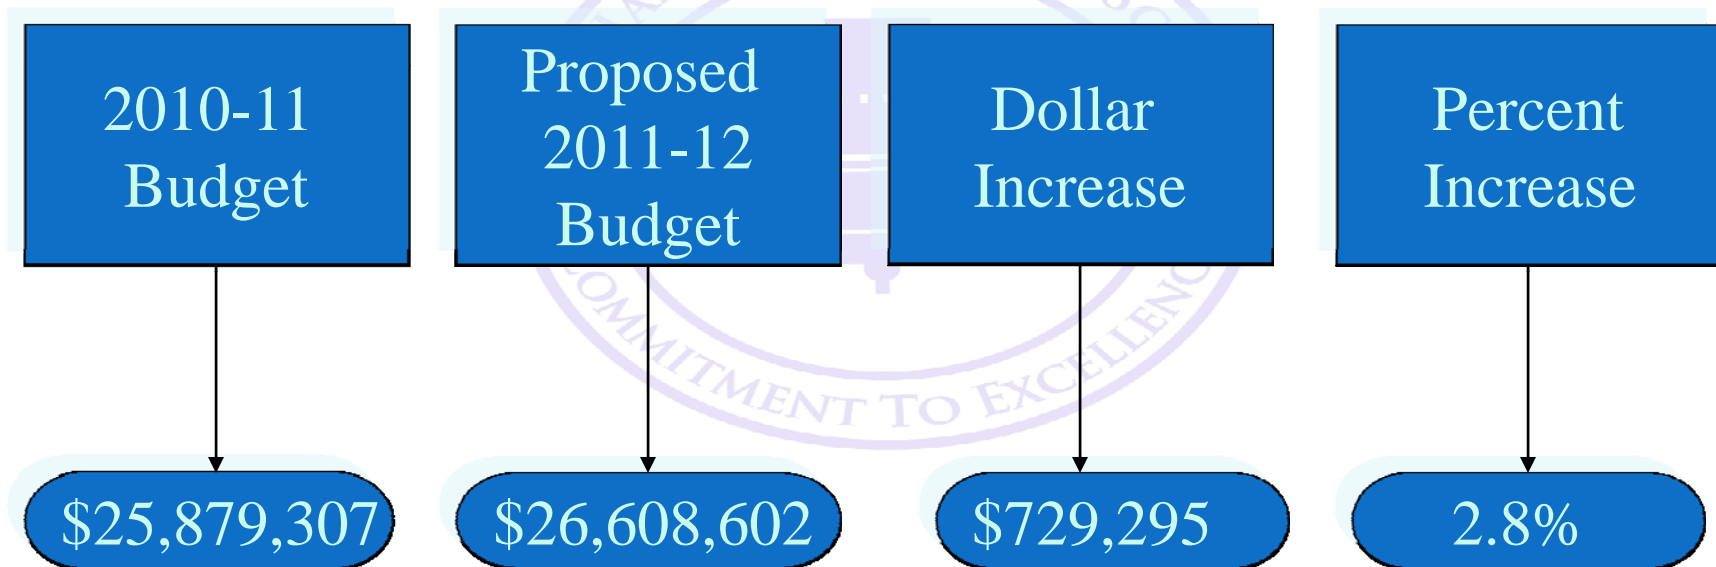 2010-11
Budget
Proposed
2011-12
Budget
Dollar
Increase
Percent
Increase
COMMITMENT TO EXCELLENCE
$25,879,307
$26,608,602
$729,295
2.8%